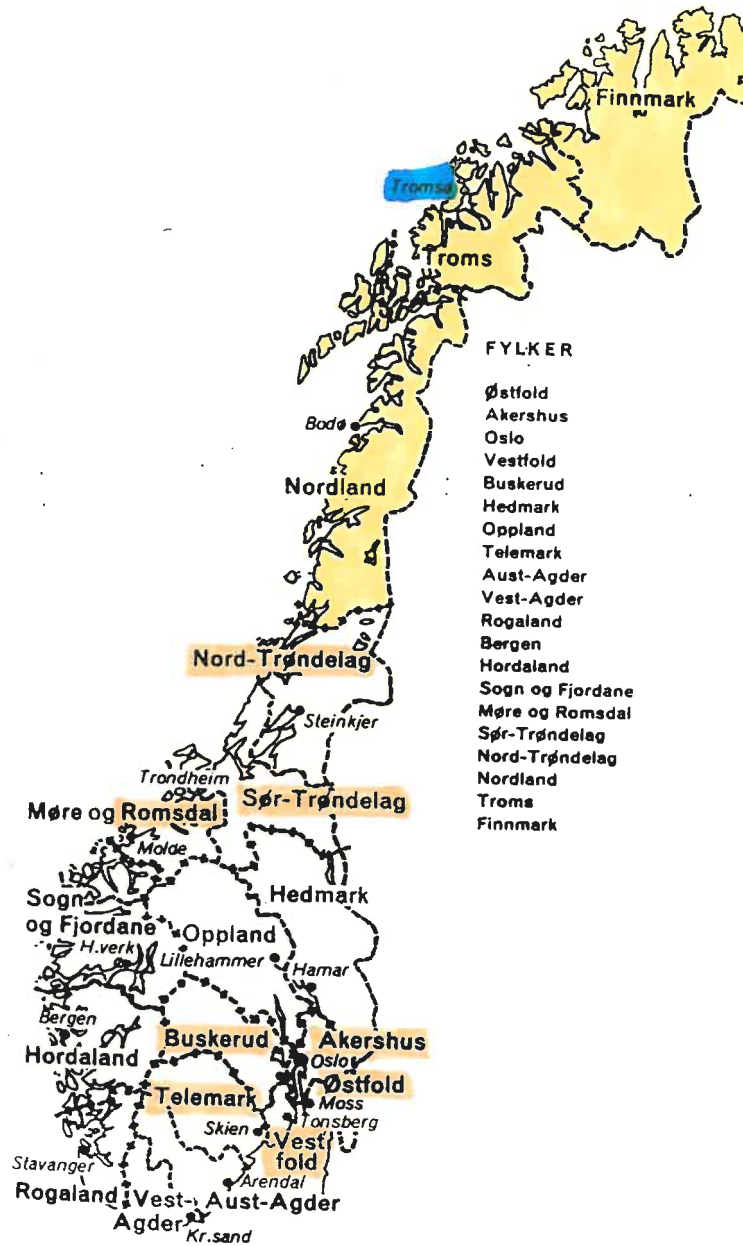 Finnmark
Tromsø
Troms
FYLKER
Østfold
Akershus
Oslo
Vestfold
Buskerud
Hedmark
Oppland
Telemark
Aust-Agder
Vest-Agder
Rogaland
Bergen
Hordaland
Sogn og Fjordane
Møre og Romsdal
Sør-Trøndelag
Nord-Trøndelag
Nordland
Troms
Finnmark
Bodø
Nordland
Nord-Trøndelag
Steinkjer
Trondheim
Sør-Trøndelag
Møre og Romsdal
Molde
Hedmark
Sogn
og Fjordane
Oppland
H.verk
Lillehammer
Hamar
Bergen
Buskerud
Akershus
Hordaland
Oslo
Østfold
Telemark
Moss
Tonsberg
Skien
Vest
fold
Stavanger
Arendal
Rogaland
Vest-
Agder
Aust-Agder
Kr.sand